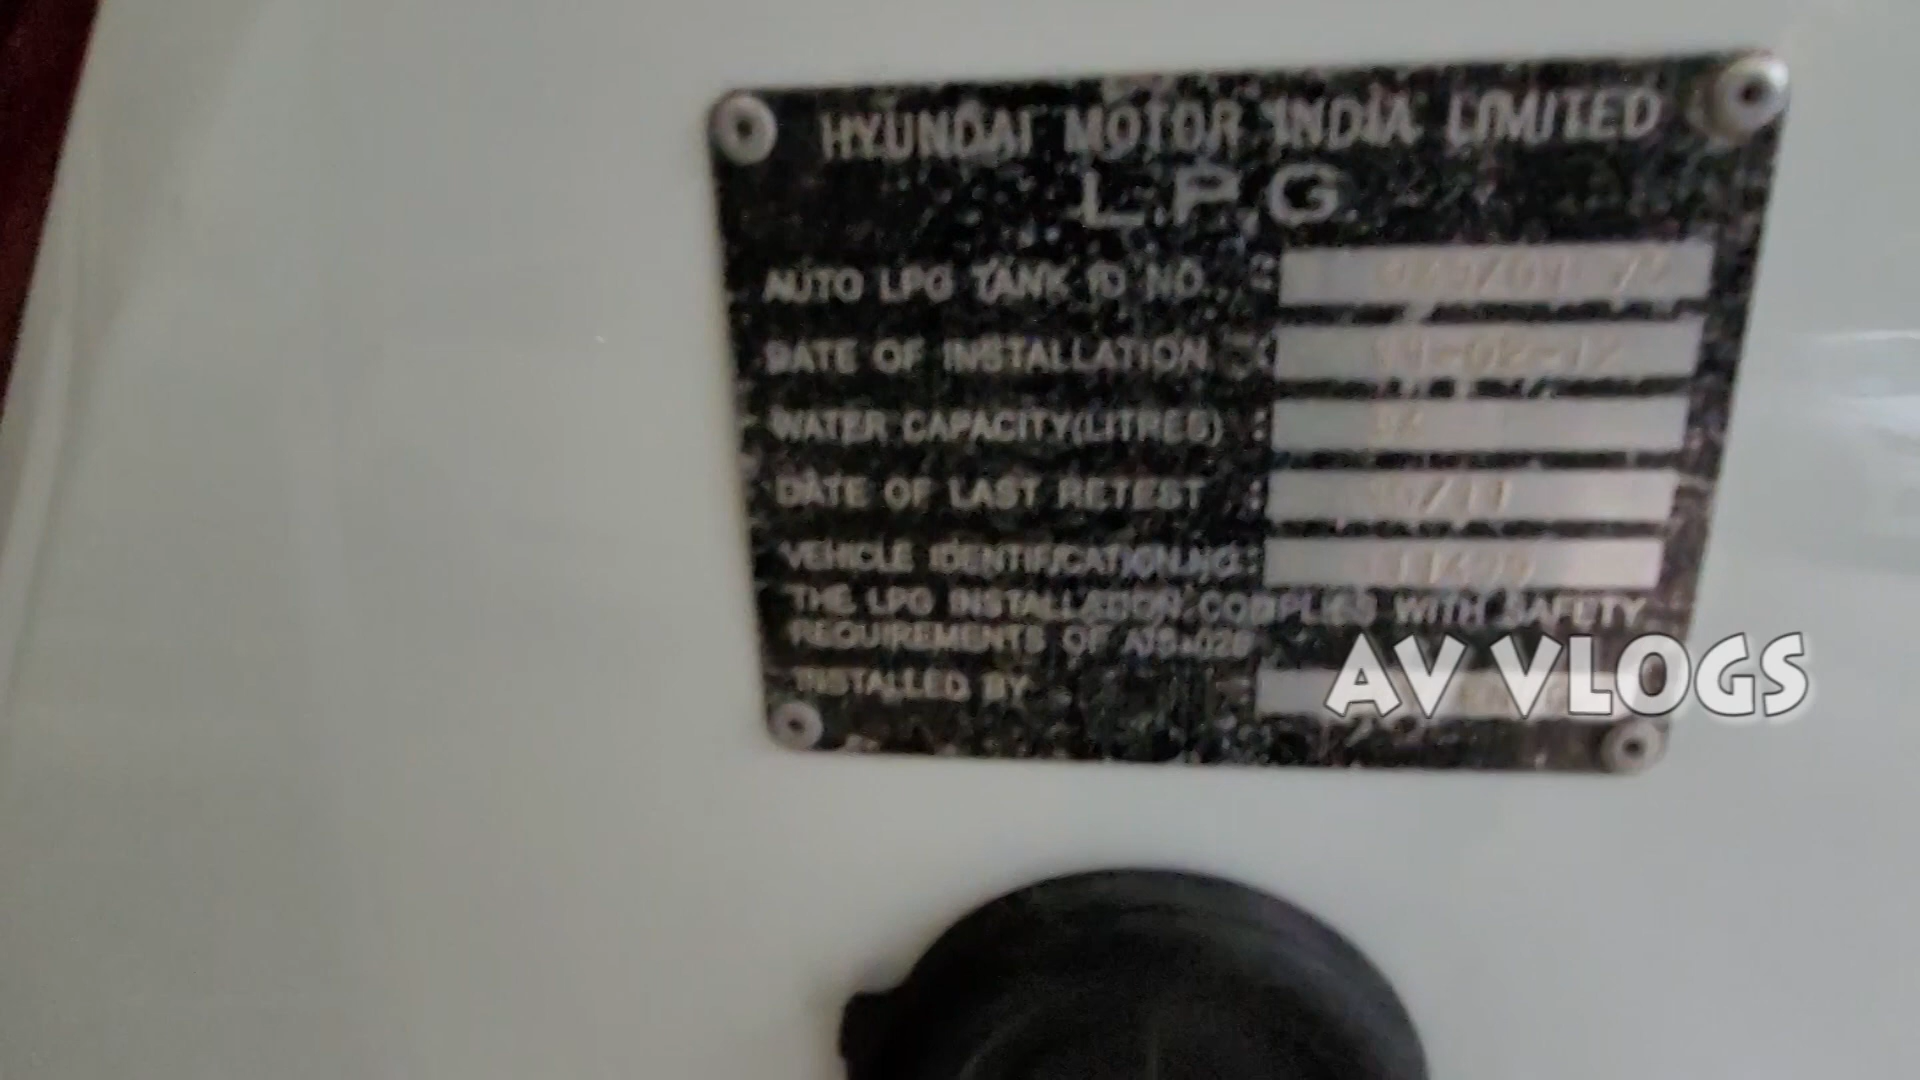 HYUNDAI MOTOR INDIA LIMITED
L.P.G
AUTO LPG TANK ID NO. :
DATE OF INSTALLATION :
WATER CAPACITY(LITRES) : 34
DATE OF LAST RETEST :
VEHICLE IDENTIFICATION.NO.:
THE LPG INSTALLATION COMPLIES WITH SAFETY
REQUIREMENTS OF AIS-028
INSTALLED BY
AV VLOGS